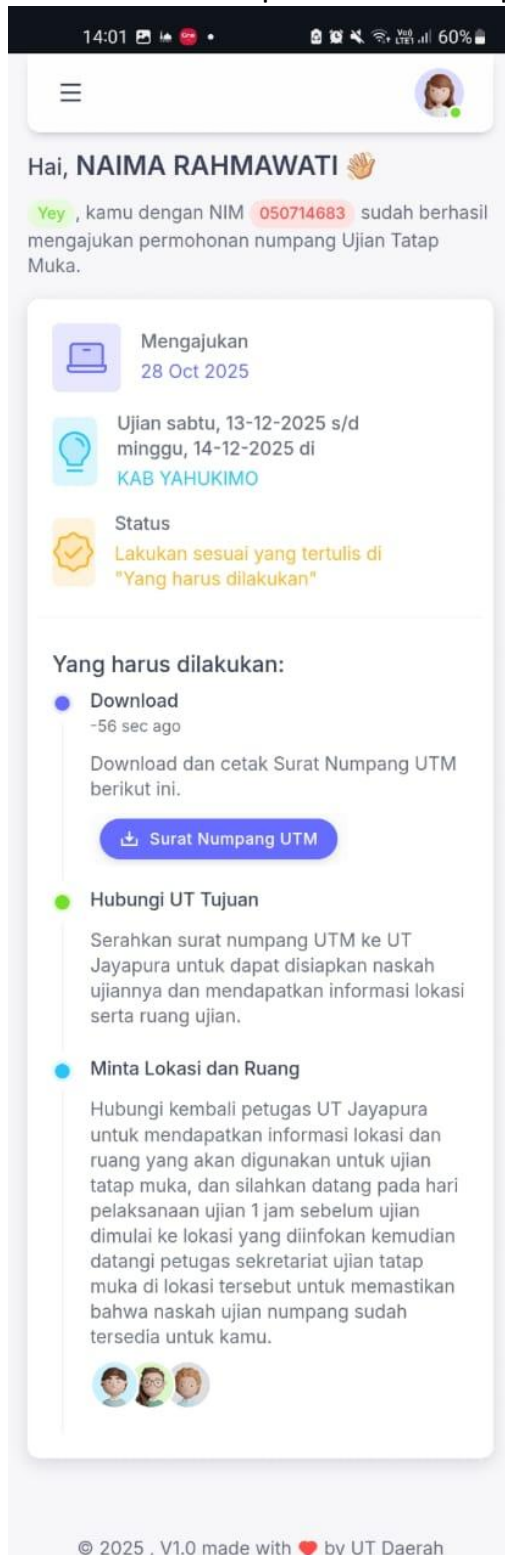 14:01
60%
Hai, NAIMA RAHMAWATI 👋
Yey , kamu dengan NIM 050714683 sudah berhasil
mengajukan permohonan numpang Ujian Tatap
Muka.
Mengajukan
28 Oct 2025
Ujian sabtu, 13-12-2025 s/d
minggu, 14-12-2025 di
KAB YAHUKIMO
Status
Lakukan sesuai yang tertulis di
"Yang harus dilakukan"
Yang harus dilakukan:
Download
-56 sec ago
Download dan cetak Surat Numpang UTM
berikut ini.
Surat Numpang UTM
Hubungi UT Tujuan
Serahkan surat numpang UTM ke UT
Jayapura untuk dapat disiapkan naskah
ujiannya dan mendapatkan informasi lokasi
serta ruang ujian.
Minta Lokasi dan Ruang
Hubungi kembali petugas UT Jayapura
untuk mendapatkan informasi lokasi dan
ruang yang akan digunakan untuk ujian
tatap muka, dan silahkan datang pada hari
pelaksanaan ujian 1 jam sebelum ujian
dimulai ke lokasi yang diinfokan kemudian
datangi petugas sekretariat ujian tatap
muka di lokasi tersebut untuk memastikan
bahwa naskah ujian numpang sudah
tersedia untuk kamu.
© 2025 , V1.0 made with ❤️ by UT Daerah